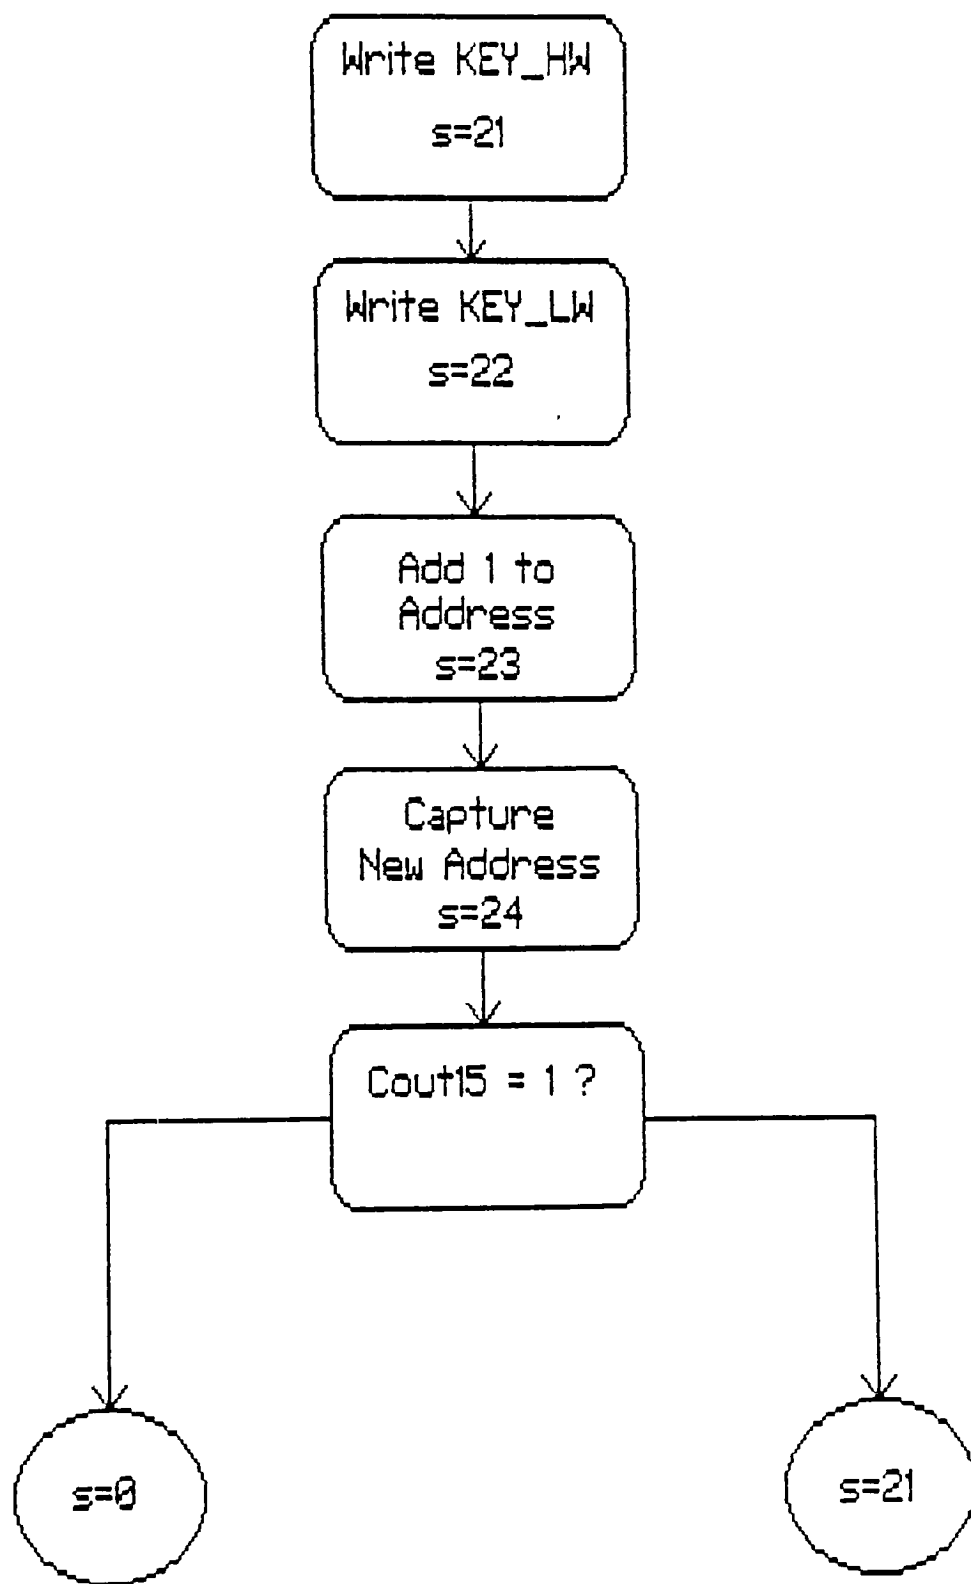 Write KEY_HW
s=21
Write KEY_LW
s=22
Add 1 to
Address
s=23
Capture
New Address
s=24
Cout15 = 1 ?
s=0
s=21